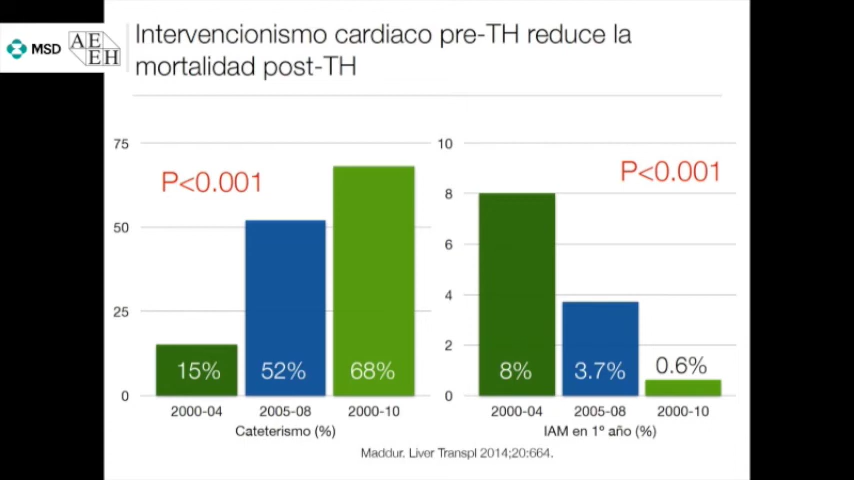 MSD
AE
EH
Intervencionismo cardiaco pre-TH reduce la
mortalidad post-TH
75
50
25
0
P<0.001
15%
52%
68%
2000-04
2005-08
2000-10
Cateterismo (%)
10
8
6
4
2
0
P<0.001
8%
3.7%
0.6%
2000-04
2005-08
2000-10
IAM en 1º año (%)
Maddur. Liver Transpl 2014;20:664.